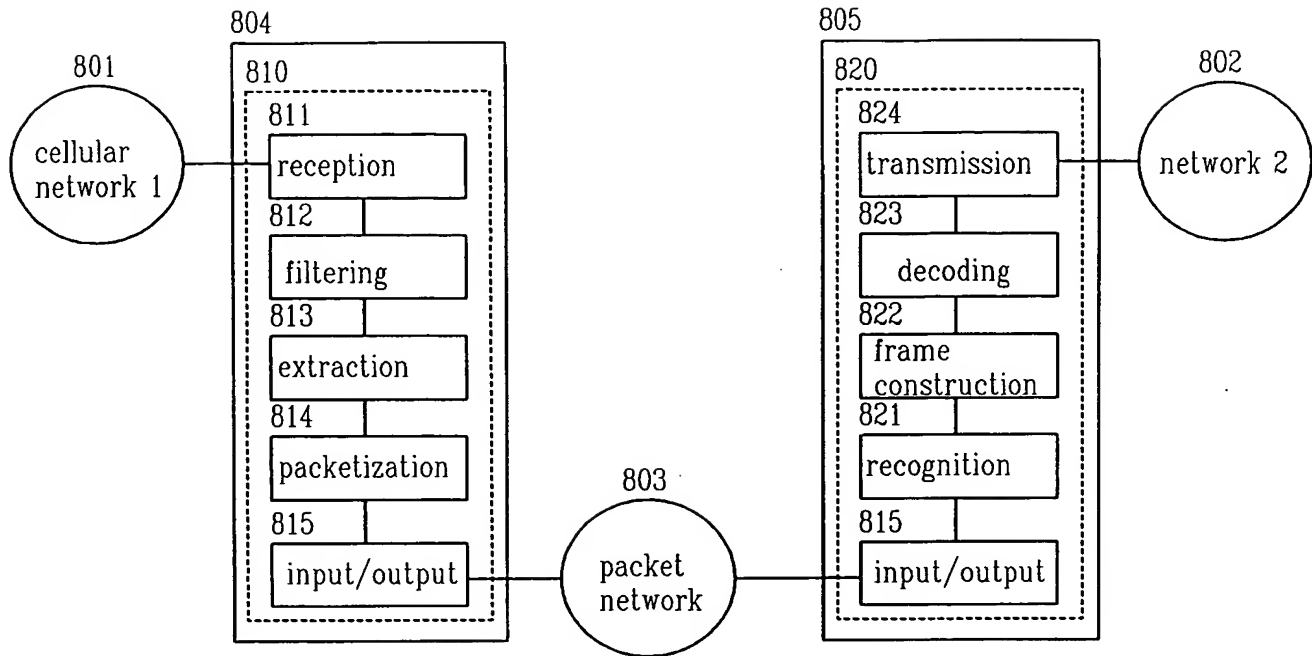 804
805
801
810
820
802
811
824
cellular
network 1
reception
transmission
network 2
812
823
filtering
decoding
813
822
extraction
frame
construction
814
821
packetization
recognition
803
815
815
input/output
packet
network
input/output